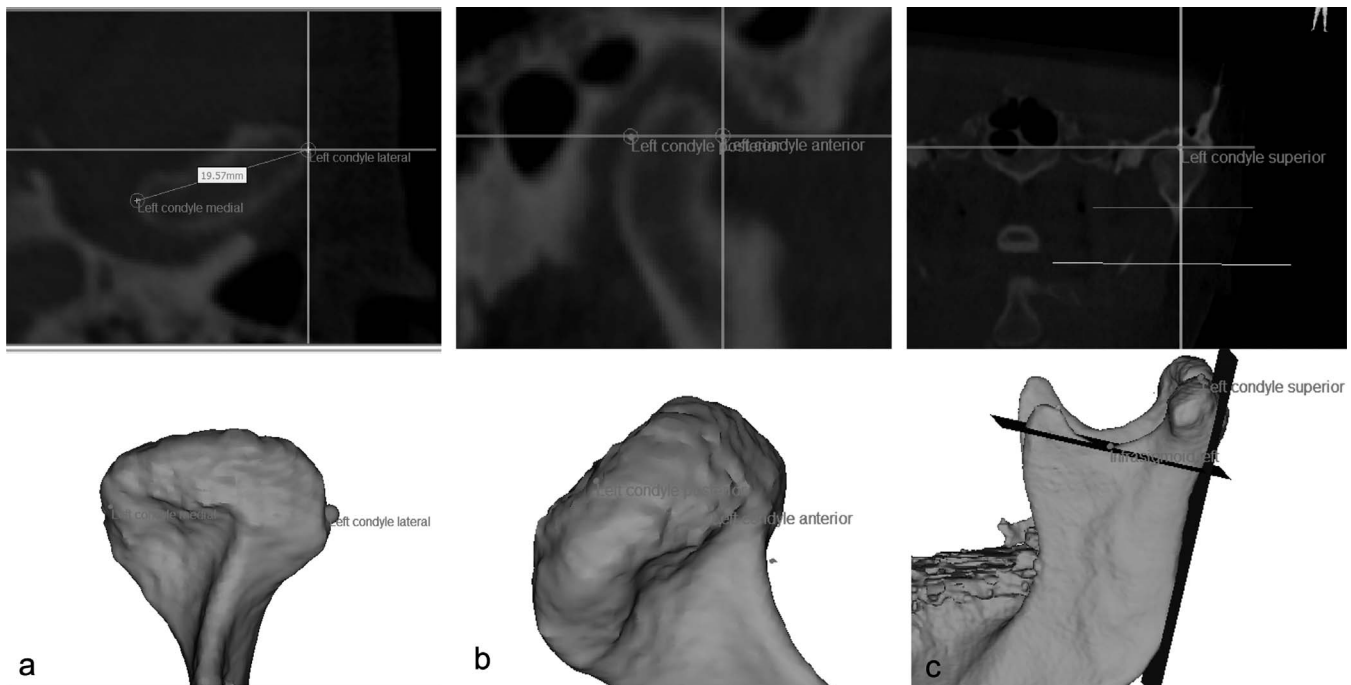 Left condyle lateral
19.57mm
Left condyle medial
Left condyle posterior
Left condyle anterior
Left condyle superior
Left condyle medial
Left condyle lateral
Left condyle posterior
Left condyle anterior
Left condyle superior
Infrasigmoid left
a
b
c